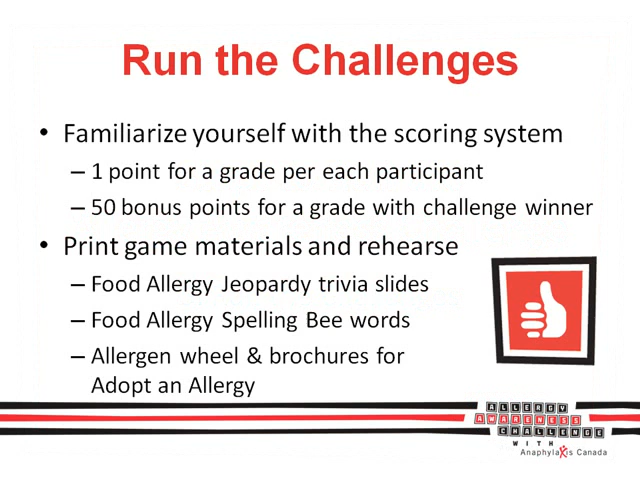 Run the Challenges
• Familiarize yourself with the scoring system
– 1 point for a grade per each participant
– 50 bonus points for a grade with challenge winner
• Print game materials and rehearse
– Food Allergy Jeopardy trivia slides
– Food Allergy Spelling Bee words
– Allergen wheel & brochures for
Adopt an Allergy
ALLERGY
AWARENESS
CHALLENGE
WITH
Anaphylaxis Canada